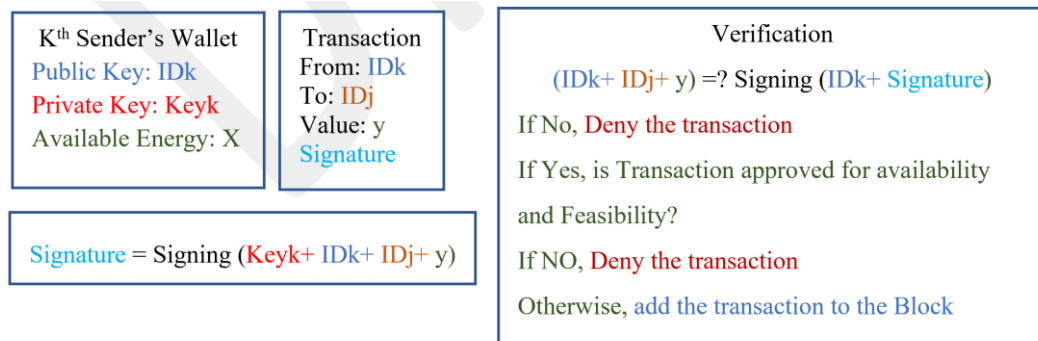 Kth Sender's Wallet
Public Key: IDk
Private Key: Keyk
Available Energy: X
Transaction
From: IDk
To: IDj
Value: y
Signature
Signature = Signing (Keyk+ IDk+ IDj+ y)
Verification
(IDk+ IDj+ y) =? Signing (IDk+ Signature)
If No, Deny the transaction
If Yes, is Transaction approved for availability
and Feasibility?
If NO, Deny the transaction
Otherwise, add the transaction to the Block